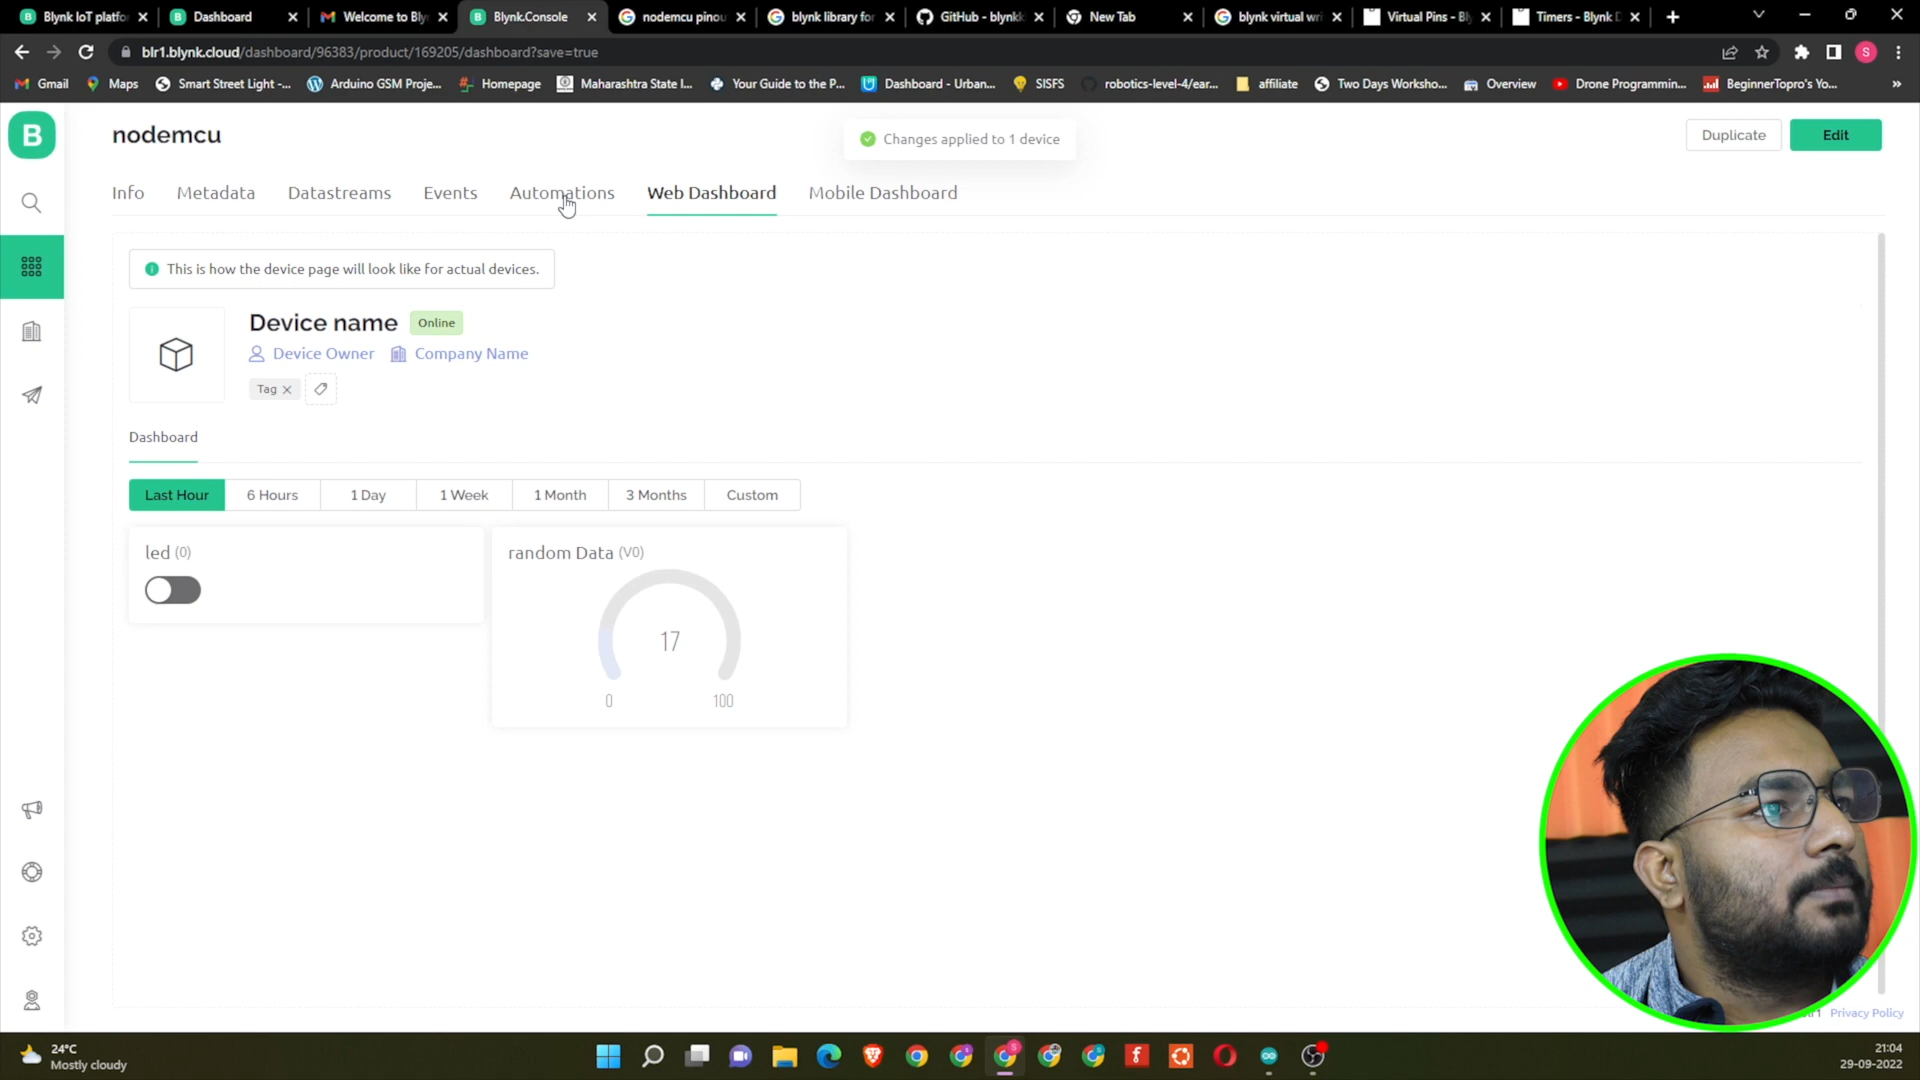 Blynk IoT platfor
Dashboard
Welcome to Bly
Blynk.Console
nodemcu pinou
blynk library for
GitHub - blynkk
New Tab
blynk virtual wri
Virtual Pins - Bl
Timers - Blynk D
blr1.blynk.cloud/dashboard/96383/product/169205/dashboard?save=true
S
Gmail
Maps
Smart Street Light -...
Arduino GSM Proje...
Homepage
Maharashtra State I...
Your Guide to the P...
Dashboard - Urban...
SISFS
robotics-level-4/ear...
affiliate
Two Days Worksho...
Overview
Drone Programmin...
BeginnerTopro's Yo...
»
B
nodemcu
Changes applied to 1 device
Duplicate
Edit
Info
Metadata
Datastreams
Events
Automations
Web Dashboard
Mobile Dashboard
This is how the device page will look like for actual devices.
Device name
Online
Device Owner
Company Name
Tag
Dashboard
Last Hour
6 Hours
1 Day
1 Week
1 Month
3 Months
Custom
led (0)
random Data (V0)
17
0
100
Privacy Policy
24°C
Mostly cloudy
21:04
29-09-2022